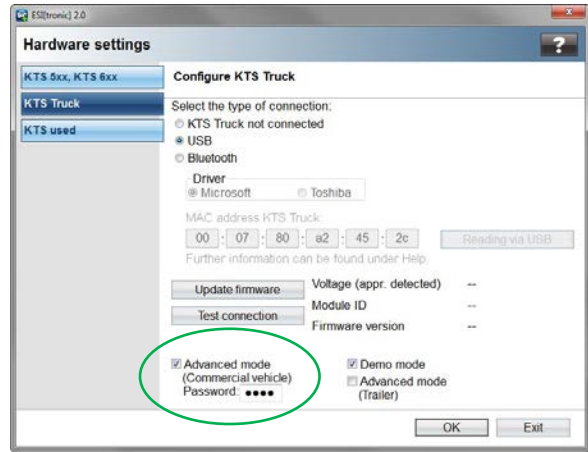 ESI[tronic] 2.0
Hardware settings
?
KTS 5xx, KTS 6xx
KTS Truck
KTS used
Configure KTS Truck
Select the type of connection:
KTS Truck not connected
USB
Bluetooth
Driver
Microsoft Toshiba
MAC address KTS Truck:
00 : 07 : 80 : a2 : 45 : 2c Reading via USB
Further information can be found under Help.
Update firmware Voltage (appr. detected) --
Module ID --
Test connection
Firmware version --
Advanced mode
(Commercial vehicle)
Password: ●●●●
Demo mode
Advanced mode
(Trailer)
OK Exit